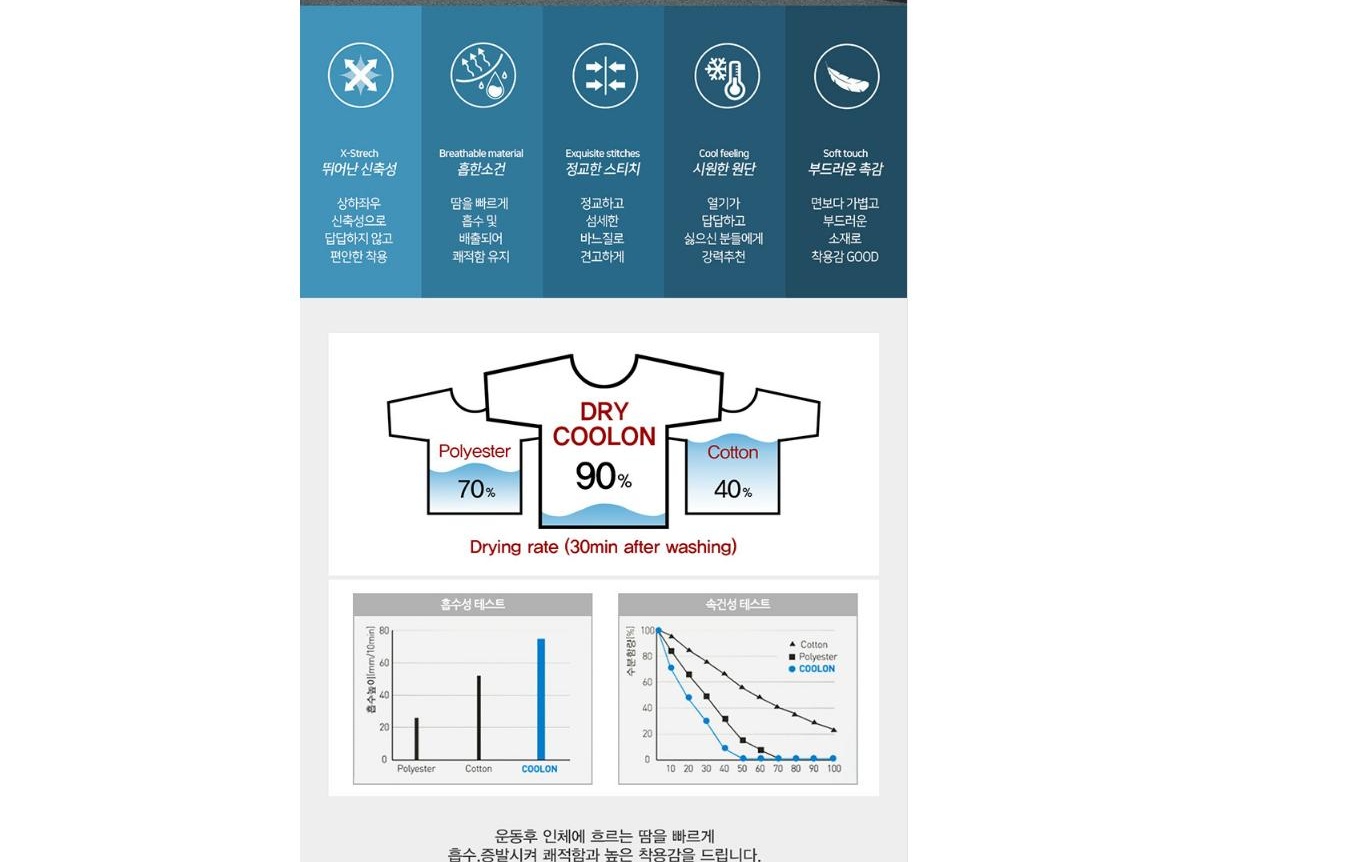 X-Strech
뛰어난 신축성
상하좌우
신축성으로
답답하지 않고
편안한 착용
Breathable material
흡한소건
땀을 빠르게
흡수 및
배출되어
쾌적함 유지
Exquisite stitches
정교한 스티치
정교하고
섬세한
바느질로
견고하게
Cool feeling
시원한 원단
열기가
답답하고
싫으신 분들에게
강력추천
Soft touch
부드러운 촉감
면보다 가볍고
부드러운
소재로
착용감 GOOD
Polyester
70%
DRY
COOLON
90%
Cotton
40%
Drying rate (30min after washing)
흡수성 테스트
흡수높이(mm/10min)
80
60
40
20
0
Polyester Cotton COOLON
속건성 테스트
수분함량(%)
100
80
60
40
20
0
Cotton
Polyester
COOLON
10 20 30 40 50 60 70 80 90 100
운동후 인체에 흐르는 땀을 빠르게
흡수.증발시켜 쾌적함과 높은 착용감을 드립니다.